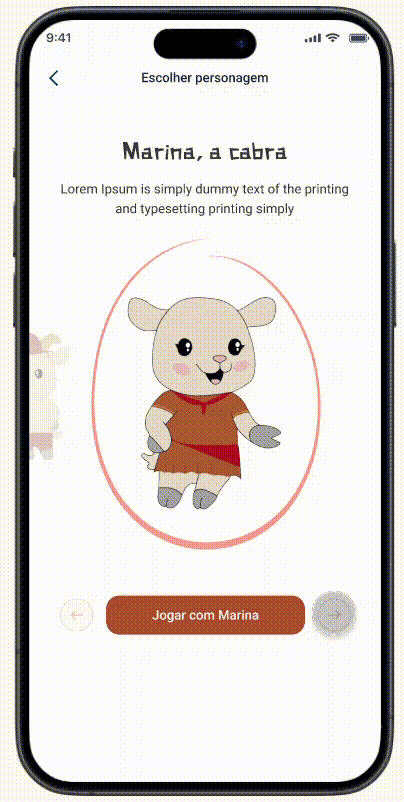 9:41
Escolher personagem
Marina, a cabra
Lorem Ipsum is simply dummy text of the printing
and typesetting printing simply
Jogar com Marina